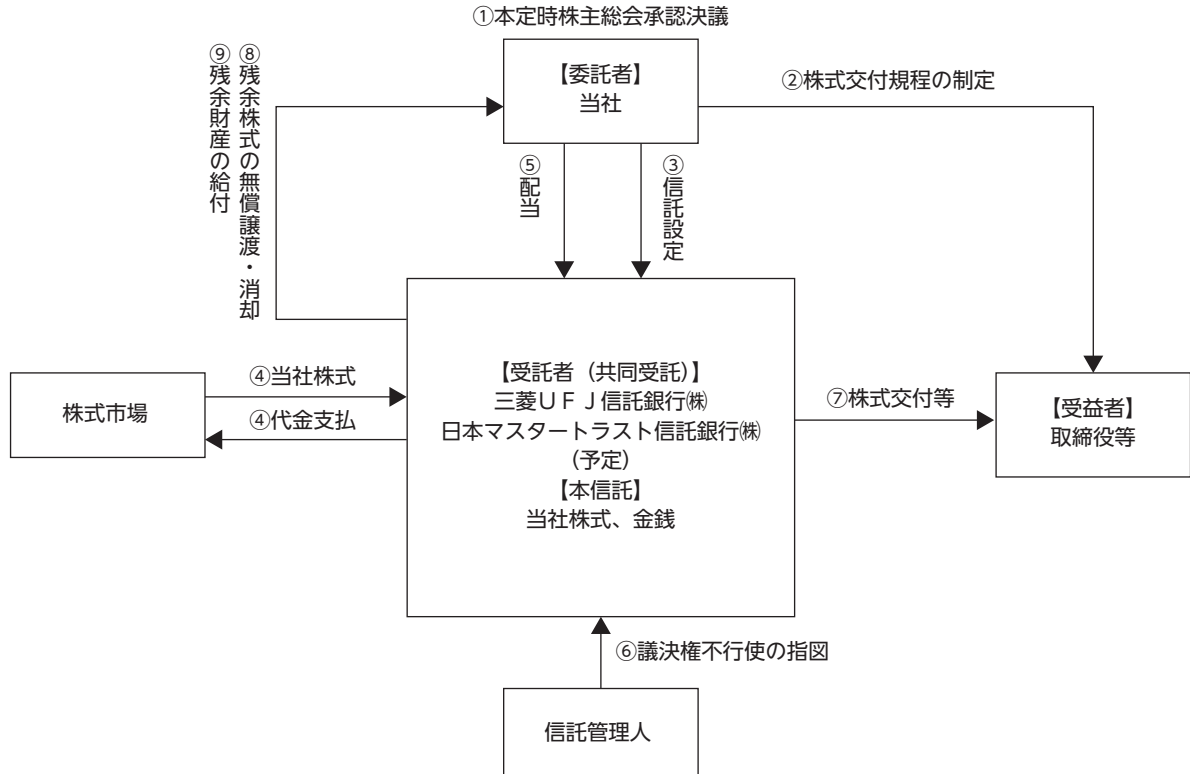 ①本定時株主総会承認決議
【委託者】
当社
②株式交付規程の制定
⑨残余財産の給付
⑧残余株式の無償譲渡・消却
⑤配当
③信託設定
株式市場
④当社株式
④代金支払
【受託者（共同受託）】
三菱ＵＦＪ信託銀行㈱
日本マスタートラスト信託銀行㈱
（予定）
【本信託】
当社株式、金銭
⑦株式交付等
【受益者】
取締役等
⑥議決権不行使の指図
信託管理人